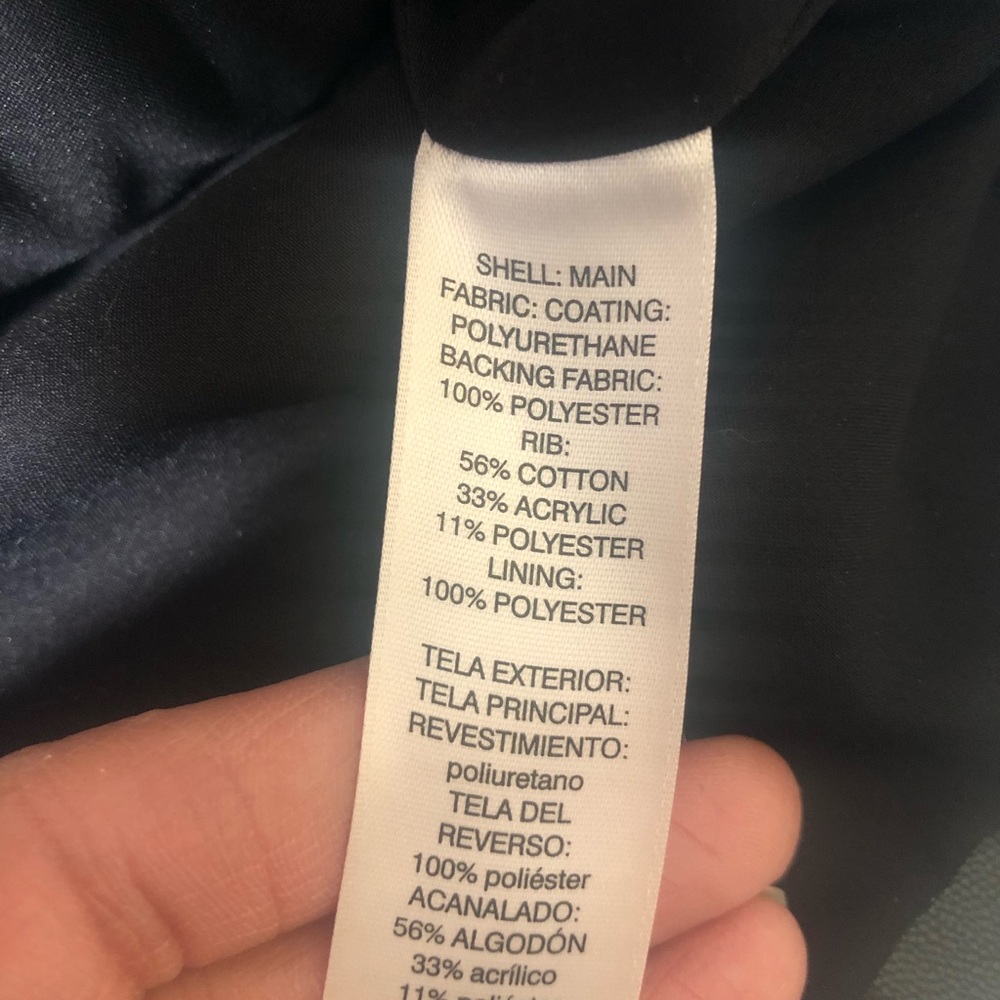 SHELL: MAIN
FABRIC: COATING:
POLYURETHANE
BACKING FABRIC:
100% POLYESTER
RIB:
56% COTTON
33% ACRYLIC
11% POLYESTER
LINING:
100% POLYESTER
TELA EXTERIOR:
TELA PRINCIPAL:
REVESTIMIENTO:
poliuretano
TELA DEL
REVERSO:
100% poliéster
ACANALADO:
56% ALGODÓN
33% acrílico
11%